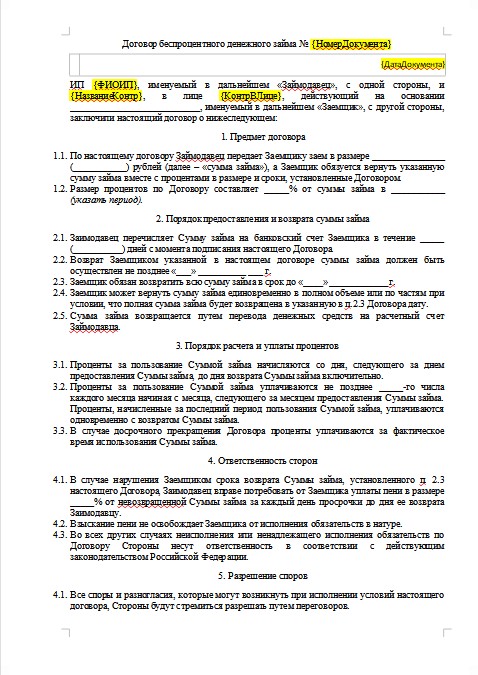 Договор беспроцентного денежного займа № {НомерДокумента}
{ДатаДокумента}
ИП {ФИОИП}, именуемый в дальнейшем «Займодавец», с одной стороны, и
{НазваниеКонтр}, в лице {КонтрВЛице}, действующий на основании
__________________________, именуемый в дальнейшем «Заемщик», с другой стороны,
заключили настоящий договор о нижеследующем:
1. Предмет договора
1.1. По настоящему договору Займодавец передает Заемщику заем в размере _______________
(___________) рублей (далее – «сумма займа»), а Заемщик обязуется вернуть указанную
сумму займа вместе с процентами в размере и сроки, установленные Договором.
1.2. Размер процентов по Договору составляет _____% от суммы займа в ___________
(указать период).
2. Порядок предоставления и возврата суммы займа
2.1. Заимодавец перечисляет Сумму займа на банковский счет Заемщика в течение _____
(__________) дней с момента подписания настоящего Договора
2.2. Возврат Заемщиком указанной в настоящем договоре суммы займа должен быть
осуществлен не позднее «___» _____________ г.
2.3. Заемщик обязан возвратить всю сумму займа в срок до «____» ____________ г.
2.4. Заемщик может вернуть сумму займа единовременно в полном объеме или по частям при
условии, что полная сумма займа будет возвращена в указанную в п.2.3 Договора дату.
2.5. Сумма займа возвращается путем перевода денежных средств на расчетный счет
Займодавца.
3. Порядок расчета и уплаты процентов
3.1. Проценты за пользование Суммой займа начисляются со дня, следующего за днем
предоставления Суммы займа, до дня возврата Суммы займа включительно.
3.2. Проценты за пользование Суммой займа уплачиваются не позднее _____-го числа
каждого месяца начиная с месяца, следующего за месяцем предоставления Суммы займа.
Проценты, начисленные за последний период пользования Суммой займа, уплачиваются
одновременно с возвратом Суммы займа.
3.3. В случае досрочного прекращения Договора проценты уплачиваются за фактическое
время использования Суммы займа.
4. Ответственность сторон
4.1. В случае нарушения Заемщиком срока возврата Суммы займа, установленного п. 2.3
настоящего Договора, Заимодавец вправе потребовать от Заемщика уплаты пени в размере
_____% от невозвращенной Суммы займа за каждый день просрочки до дня ее возврата
Заимодавцу.
4.2. Взыскание пени не освобождает Заемщика от исполнения обязательств в натуре.
4.3. Во всех других случаях неисполнения или ненадлежащего исполнения обязательств по
Договору Стороны несут ответственность в соответствии с действующим
законодательством Российской Федерации.
5. Разрешение споров
4.1. Все споры и разногласия, которые могут возникнуть при исполнении условий настоящего
договора, Стороны будут стремиться разрешать путем переговоров.